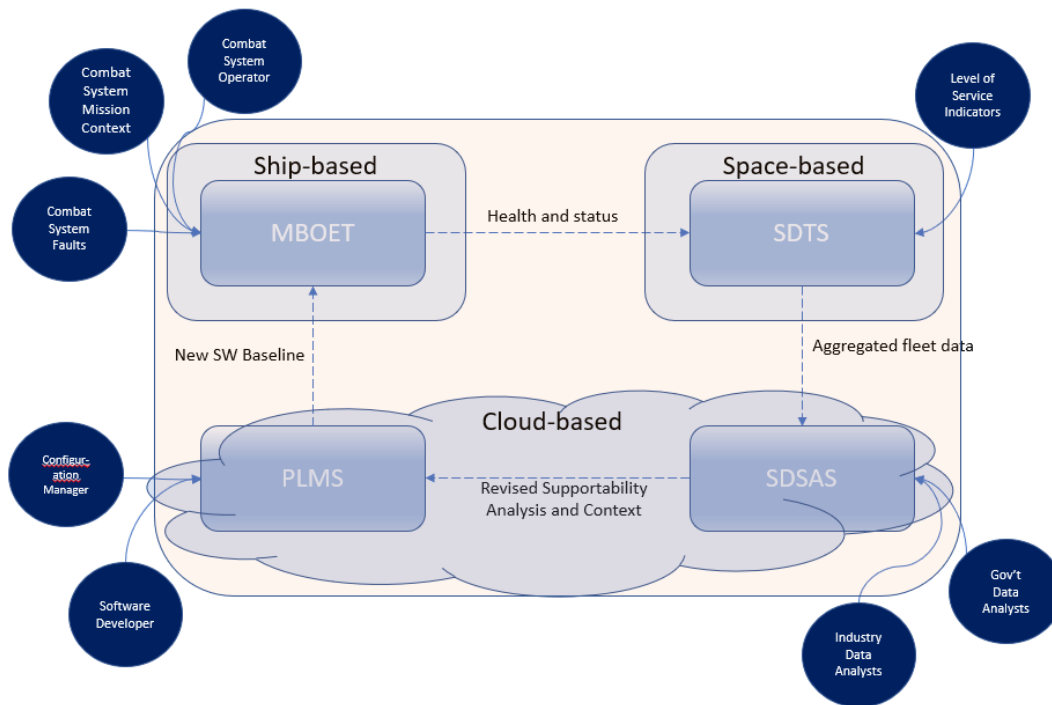 Combat
System
Operator
Combat
System
Mission
Context
Level of
Service
Indicators
Ship-based
Space-based
Combat
System
Faults
MBOET
Health and status
SDTS
New SW Baseline
Aggregated fleet data
Cloud-based
Configur-
ation
Manager
PLMS
Revised Supportability
Analysis and Context
SDSAS
Software
Developer
Gov't
Data
Analysts
Industry
Data
Analysts